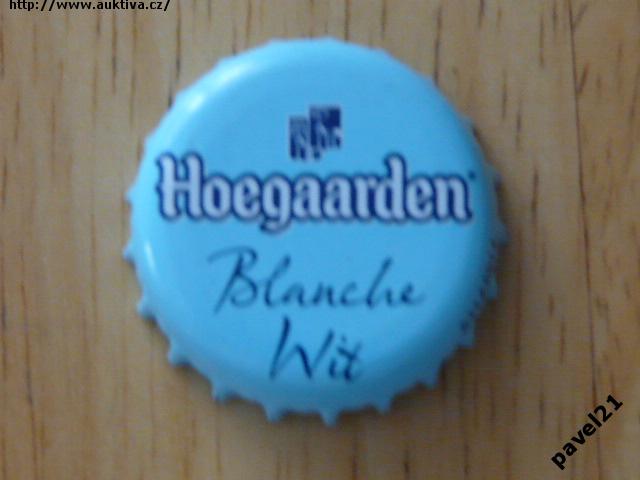 http://www.auktiva.cz/
Hoegaarden
Blanche
Wit
pavel21